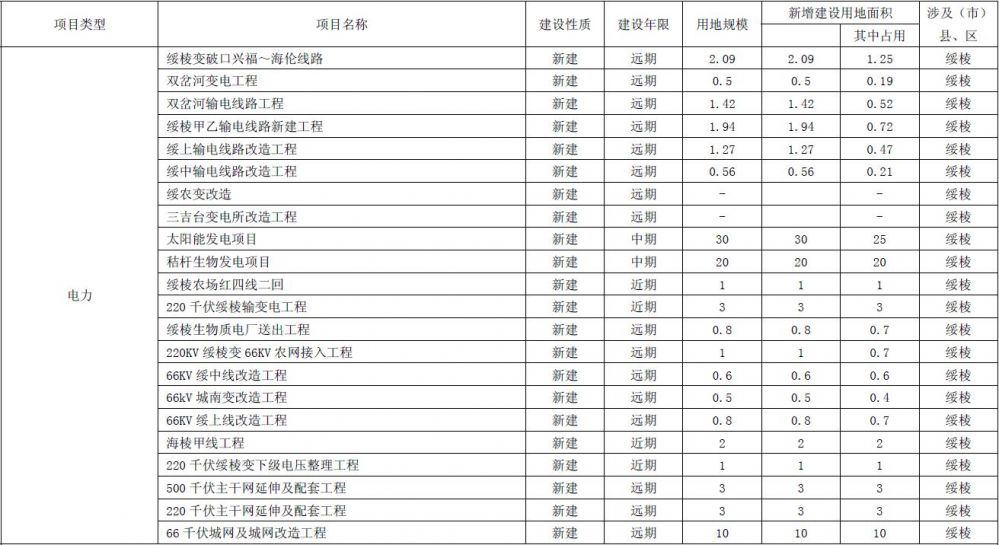 项目类型 项目名称 建设性质 建设年限 用地规模 新增建设用地面积 涉及（市）
其中占用 县、区
绥棱变破口兴福～海伦线路 新建 远期 2.09 2.09 1.25 绥棱
双岔河变电工程 新建 远期 0.5 0.5 0.19 绥棱
双岔河输电线路工程 新建 远期 1.42 1.42 0.52 绥棱
绥棱甲乙输电线路新建工程 新建 远期 1.94 1.94 0.72 绥棱
绥上输电线路改造工程 新建 远期 1.27 1.27 0.47 绥棱
绥中输电线路改造工程 新建 远期 0.56 0.56 0.21 绥棱
绥农变改造 新建 远期 - - 绥棱
三吉台变电所改造工程 新建 远期 - - 绥棱
太阳能发电项目 新建 中期 30 30 25 绥棱
秸杆生物发电项目 新建 中期 20 20 20 绥棱
电力
绥棱农场红四线二回 新建 近期 1 1 1 绥棱
220 千伏绥棱输变电工程 新建 近期 3 3 3 绥棱
绥棱生物质电厂送出工程 新建 远期 0.8 0.8 0.7 绥棱
220KV 绥棱变 66KV 农网接入工程 新建 远期 1 1 0.7 绥棱
66KV 绥中线改造工程 新建 远期 0.6 0.6 0.6 绥棱
66kV 城南变改造工程 新建 远期 0.5 0.5 0.4 绥棱
66KV 绥上线改造工程 新建 远期 0.8 0.8 0.7 绥棱
海棱甲线工程 新建 近期 2 2 2 绥棱
220 千伏绥棱变下级电压整理工程 新建 近期 1 1 1 绥棱
500 千伏主干网延伸及配套工程 新建 远期 3 3 3 绥棱
220 千伏主干网延伸及配套工程 新建 远期 3 3 3 绥棱
66 千伏城网及城网改造工程 新建 远期 10 10 10 绥棱